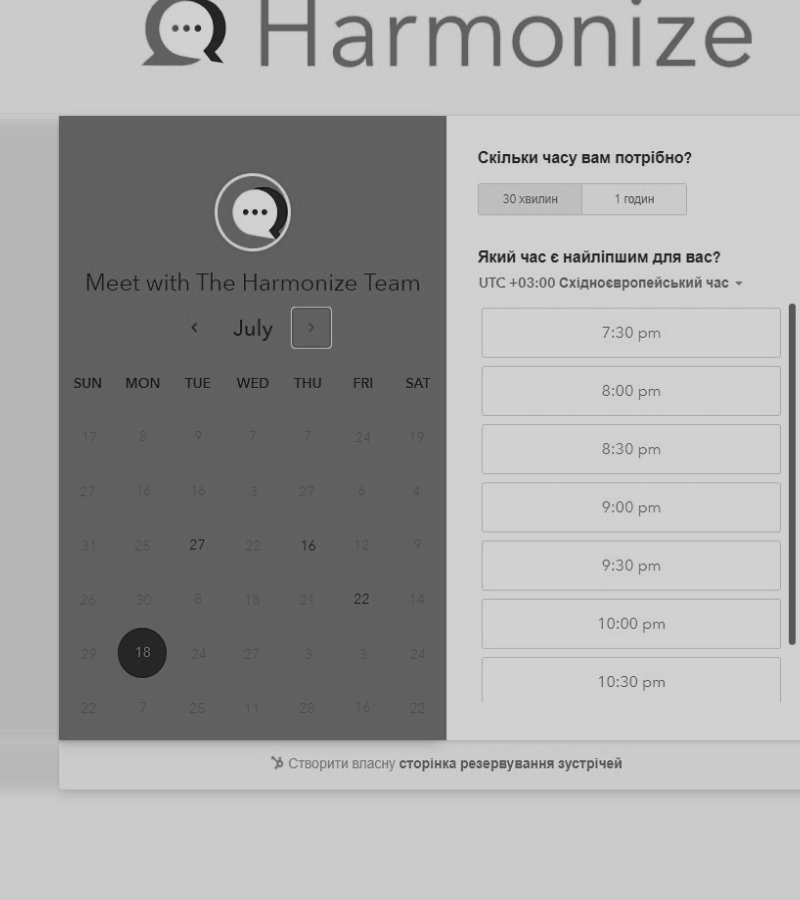 Harmonize
Meet with The Harmonize Team
July
SUN MON TUE WED THU FRI SAT
17 8 9 7 7 24 19
27 16 16 3 27 6 4
31 25 27 22 16 12 9
26 30 8 18 21 22 14
29 18 24 27 3 3 24
22 7 25 11 28 16 22
Скільки часу вам потрібно?
30 хвилин 1 годин
Який час є найліпшим для вас?
UTC +03:00 Східноєвропейський час
7:30 pm
8:00 pm
8:30 pm
9:00 pm
9:30 pm
10:00 pm
10:30 pm
Створити власну сторінка резервування зустрічей